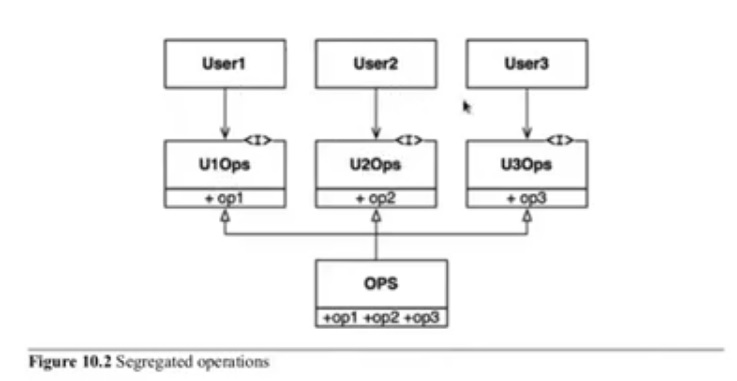 User1 User2 User3
<I> <I> <I>
U1Ops U2Ops U3Ops
+ op1 + op2 + op3
OPS
+op1 +op2 +op3
Figure 10.2 Segregated operations